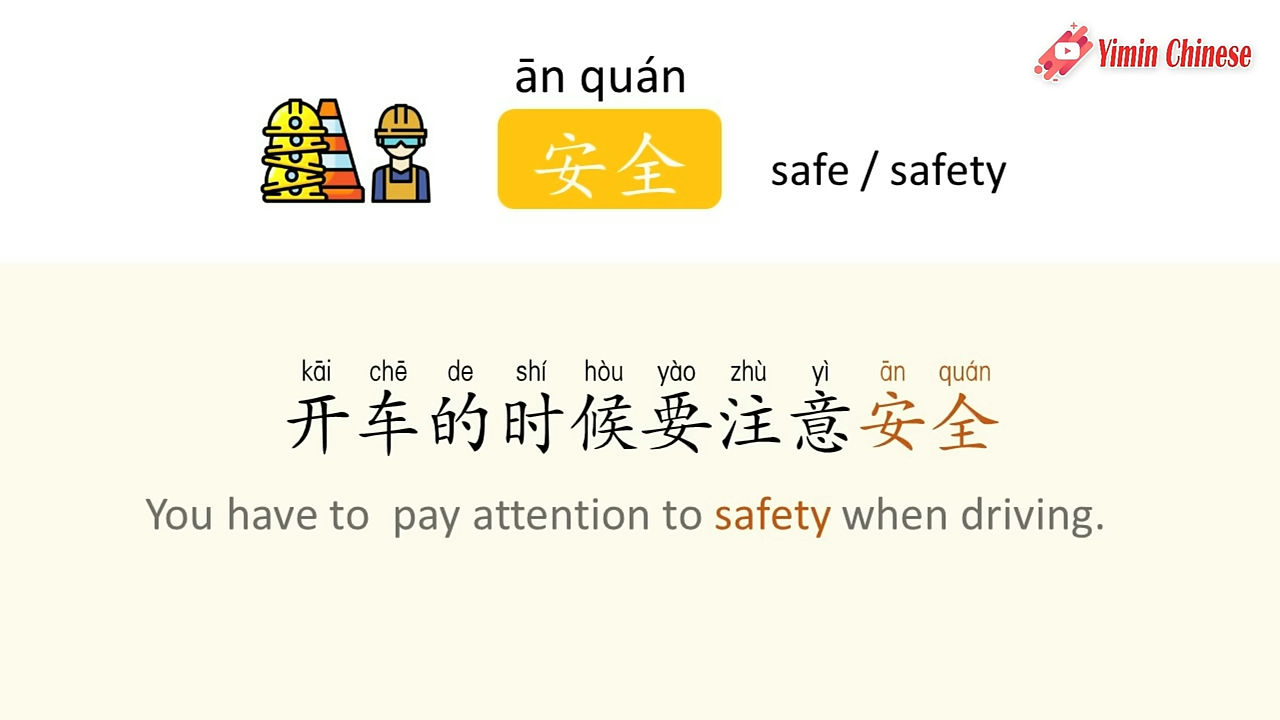 Yimin Chinese
ān quán
安全
safe / safety
kāi chē de shí hòu yào zhù yì ān quán
开车的时候要注意安全
You have to  pay attention to safety when driving.